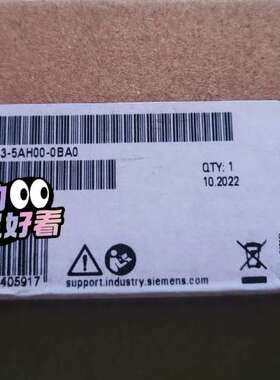 3-5AH00-0BA0
QTY: 1
10.2022
好看
support.industry.siemens.com
405917